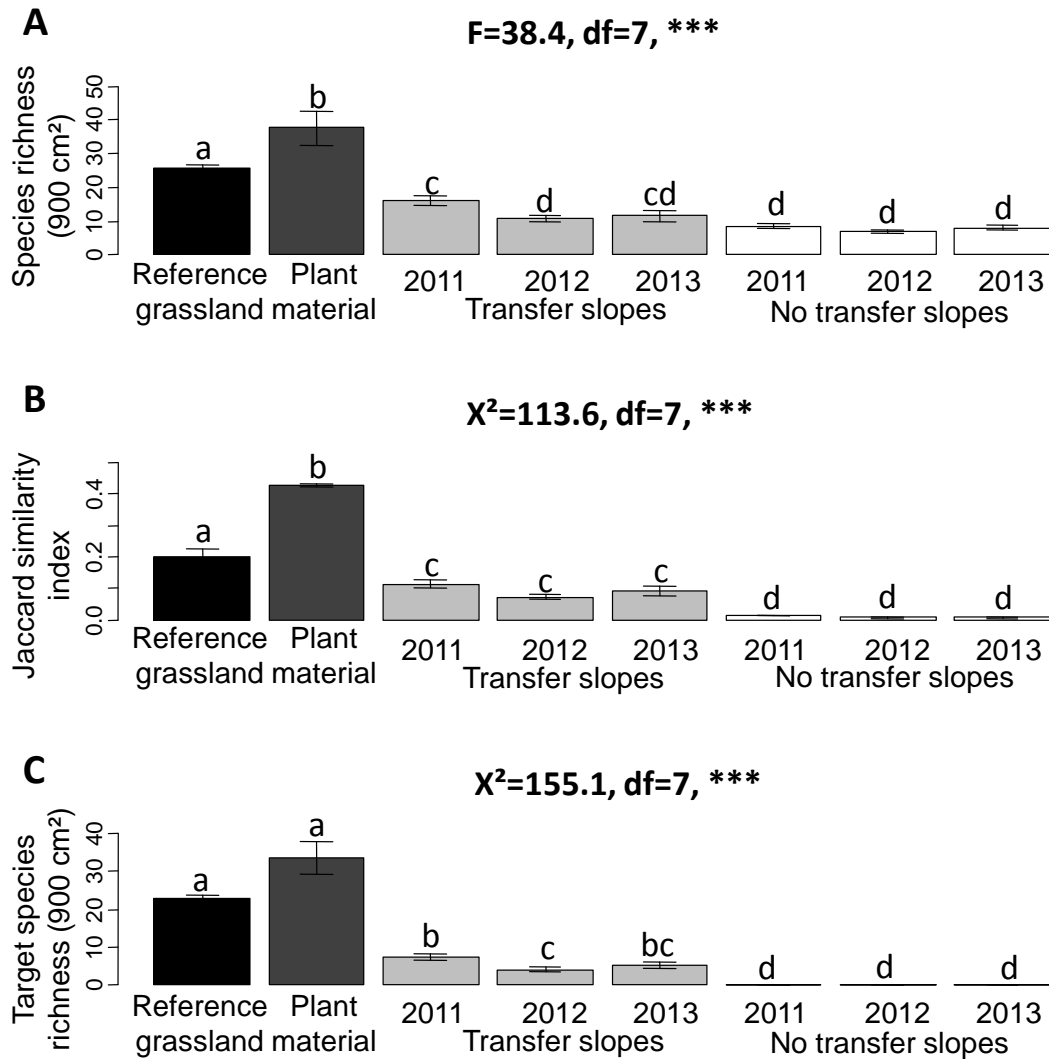 A
F=38.4, df=7, ***
Species richness
(900 cm²)
0 10 20 30 40 50
a b c d cd d d d
Reference Plant 2011 2012 2013 2011 2012 2013
grassland material Transfer slopes No transfer slopes
B
X²=113.6, df=7, ***
Jaccard similarity
index
0.0 0.2 0.4
a b c c c d d d
Reference Plant 2011 2012 2013 2011 2012 2013
grassland material Transfer slopes No transfer slopes
C
X²=155.1, df=7, ***
Target species
richness (900 cm²)
0 10 20 30 40
a a b c bc d d d
Reference Plant 2011 2012 2013 2011 2012 2013
grassland material Transfer slopes No transfer slopes